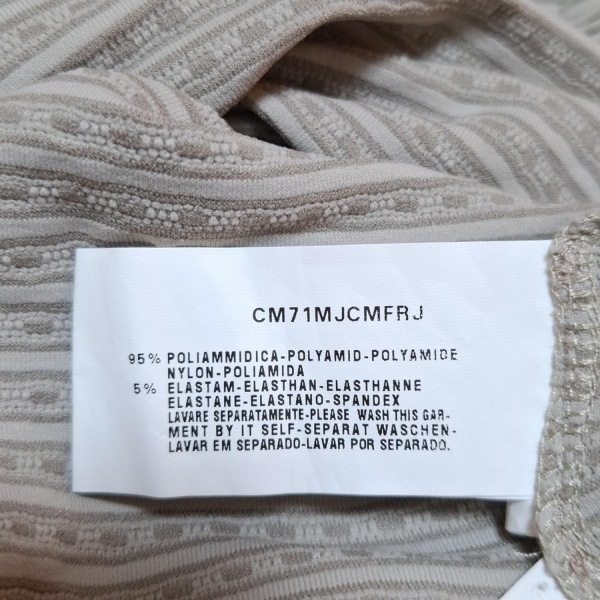 CM71MJCMFRJ
95% POLIAMMIDICA-POLYAMID-POLYAMIDE
NYLON-POLIAMIDA
5% ELASTAM-ELASTHAN-ELASTHANNE
ELASTANE-ELASTANO-SPANDEX
LAVARE SEPARATAMENTE-PLEASE WASH THIS GAR-
MENT BY IT SELF-SEPARAT WASCHEN-
LAVAR EM SEPARADO-LAVAR POR SEPARADO.